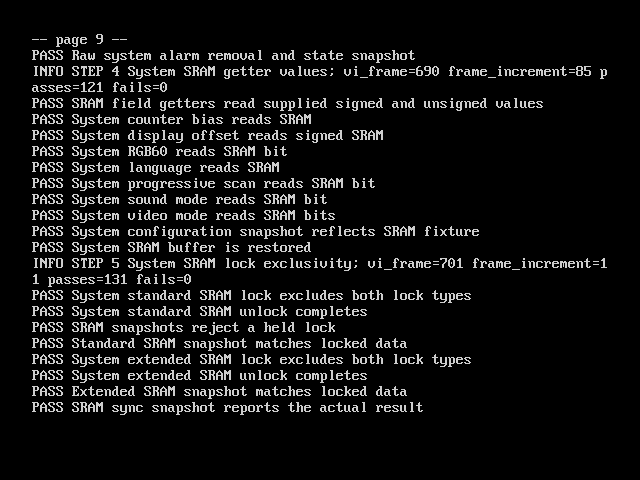 -- page 9 --
PASS Raw system alarm removal and state snapshot
INFO STEP 4 System SRAM getter values; vi_frame=690 frame_increment=85 p
asses=121 fails=0
PASS SRAM field getters read supplied signed and unsigned values
PASS System counter bias reads SRAM
PASS System display offset reads signed SRAM
PASS System RGB60 reads SRAM bit
PASS System language reads SRAM
PASS System progressive scan reads SRAM bit
PASS System sound mode reads SRAM bit
PASS System video mode reads SRAM bits
PASS System configuration snapshot reflects SRAM fixture
PASS System SRAM buffer is restored
INFO STEP 5 System SRAM lock exclusivity; vi_frame=701 frame_increment=1
1 passes=131 fails=0
PASS System standard SRAM lock excludes both lock types
PASS System standard SRAM unlock completes
PASS SRAM snapshots reject a held lock
PASS Standard SRAM snapshot matches locked data
PASS System extended SRAM lock excludes both lock types
PASS System extended SRAM unlock completes
PASS Extended SRAM snapshot matches locked data
PASS SRAM sync snapshot reports the actual result